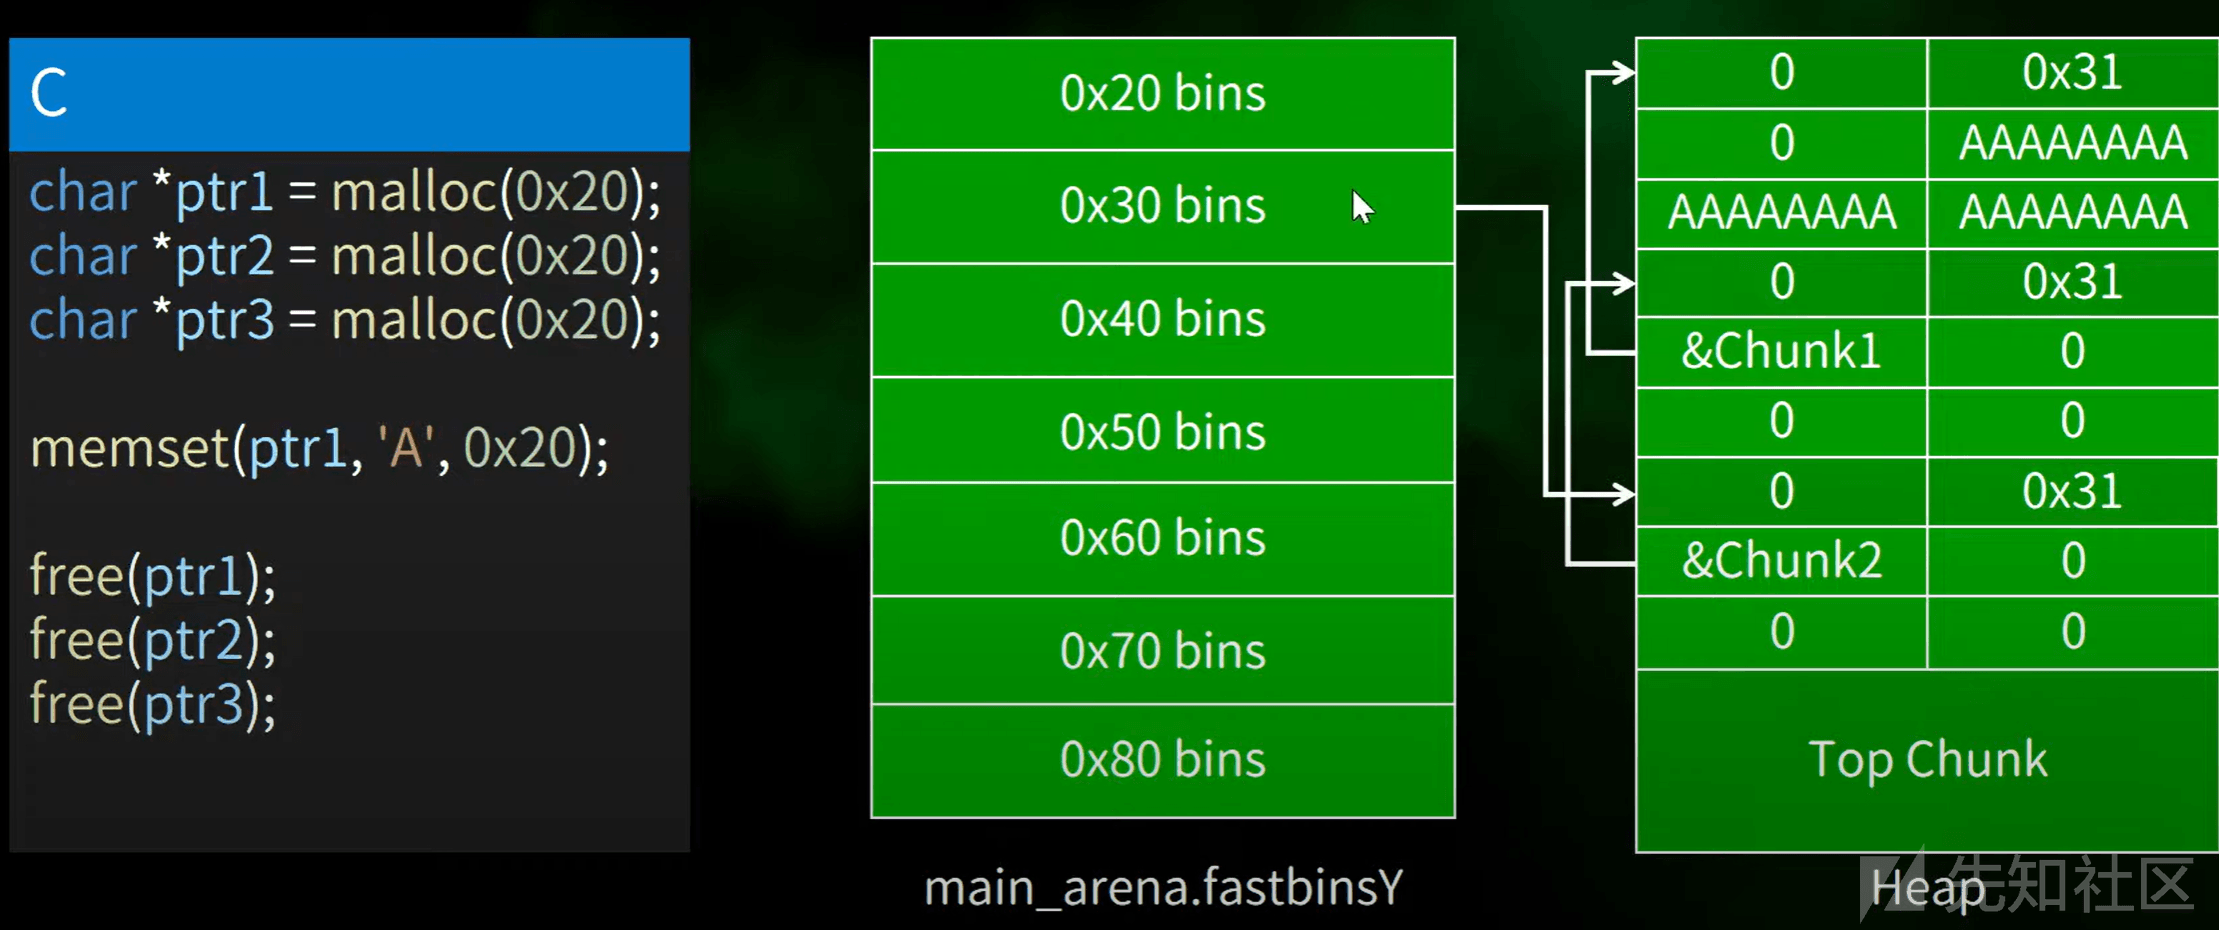 C
char *ptr1 = malloc(0x20);
char *ptr2 = malloc(0x20);
char *ptr3 = malloc(0x20);
memset(ptr1, 'A', 0x20);
free(ptr1);
free(ptr2);
free(ptr3);
0x20 bins
0x30 bins
0x40 bins
0x50 bins
0x60 bins
0x70 bins
0x80 bins
main_arena.fastbinsY
0 0x31
0 AAAAAAAA
AAAAAAAA AAAAAAAA
0 0x31
&Chunk1 0
0 0
0 0x31
&Chunk2 0
0 0
Top Chunk
Heap
先知社区